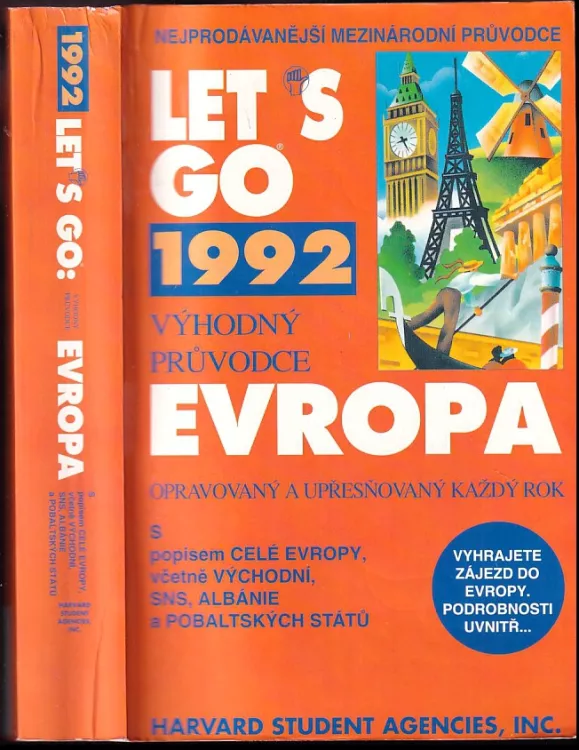 1992 LET'S GO: VÝHODNÝ PRŮVODCE EVROPA
S
popisem CELÉ EVROPY,
včetně VÝCHODNÍ,
SNS, ALBÁNIE
a POBALTSKÝCH STÁTŮ
HARVARD
STUDENT
AGENCIES,
INC.
NEJPRODÁVANĚJŠÍ MEZINÁRODNÍ PRŮVODCE
LET'S
GO®
1992
VÝHODNÝ
PRŮVODCE
EVROPA
OPRAVOVANÝ A UPŘESŇOVANÝ KAŽDÝ ROK
S
popisem CELÉ EVROPY,
včetně VÝCHODNÍ,
SNS, ALBÁNIE
a POBALTSKÝCH STÁTŮ
VYHRAJETE
ZÁJEZD DO
EVROPY.
PODROBNOSTI
UVNITŘ...
HARVARD STUDENT AGENCIES, INC.